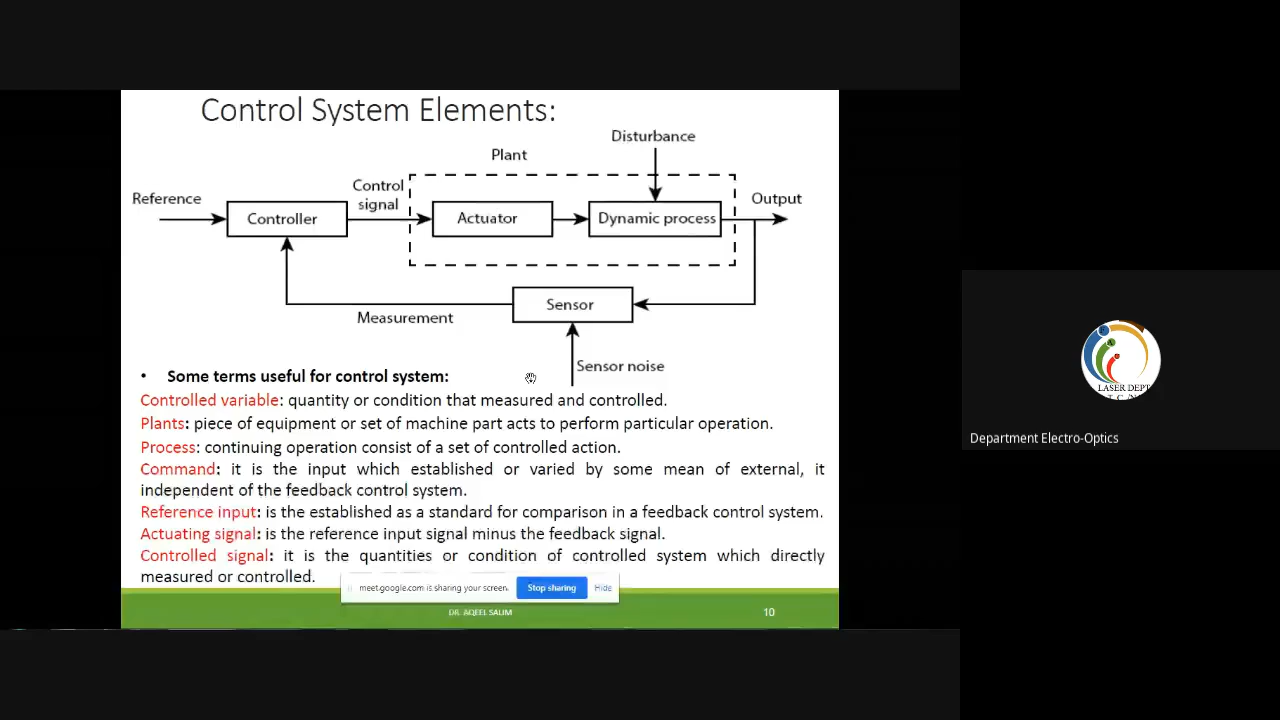 Control System Elements:
Disturbance
Plant
Reference
Control
signal
Output
Controller
Actuator
Dynamic process
Sensor
Measurement
Sensor noise
• Some terms useful for control system:
Controlled variable: quantity or condition that measured and controlled.
Plants: piece of equipment or set of machine part acts to perform particular operation.
Process: continuing operation consist of a set of controlled action.
Command: it is the input which established or varied by some mean of external, it
independent of the feedback control system.
Reference input: is the established as a standard for comparison in a feedback control system.
Actuating signal: is the reference input signal minus the feedback signal.
Controlled signal: it is the quantities or condition of controlled system which directly
measured or controlled.
meet.google.com is sharing your screen.
Stop sharing
Hide
DR. AQEEL SALIM
10
LASER DEPT
Department Electro-Optics